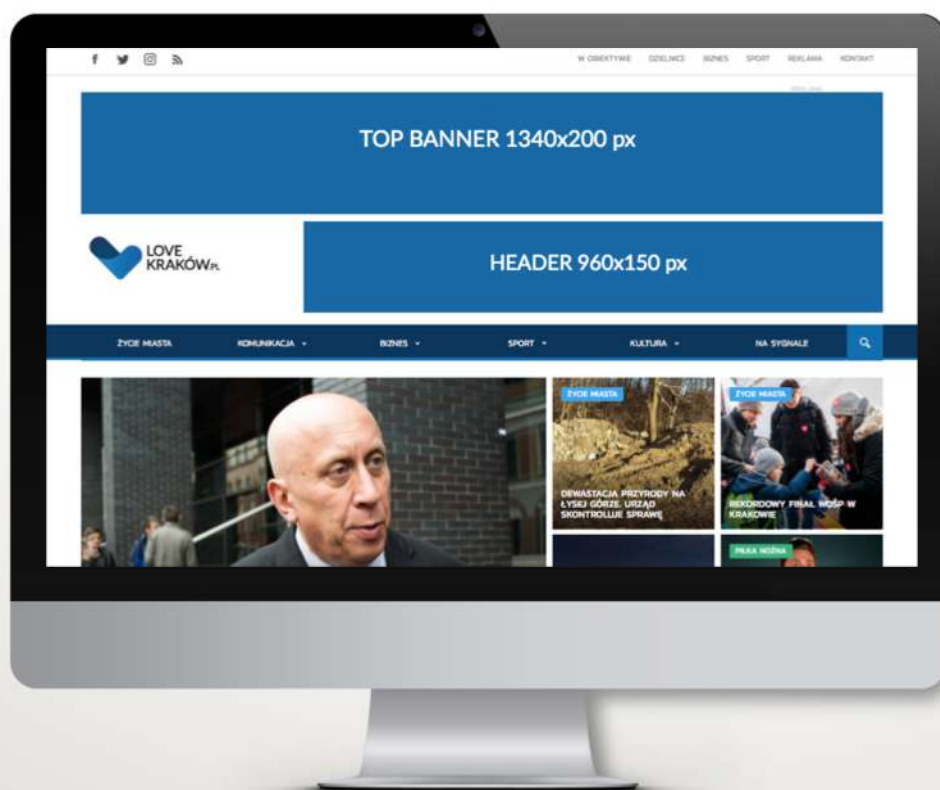 W OBIEKTYWIE DZIELNICE BIZNES SPORT REKLAMA KONTAKT
REKLAMA
TOP BANNER 1340x200 px
LOVE
KRAKÓW.PL
HEADER 960x150 px
ŻYCIE MIASTA KOMUNIKACJA BIZNES SPORT KULTURA NA SYGNALE
ŻYCIE MIASTA
DEWASTACJA PRZYRODY NA
ŁYSEJ GÓRZE. URZĄD
SKONTROLUJE SPRAWĘ
ŻYCIE MIASTA
REKORDOWY FINAŁ WOŚP W
KRAKOWIE
PIŁKA NOŻNA